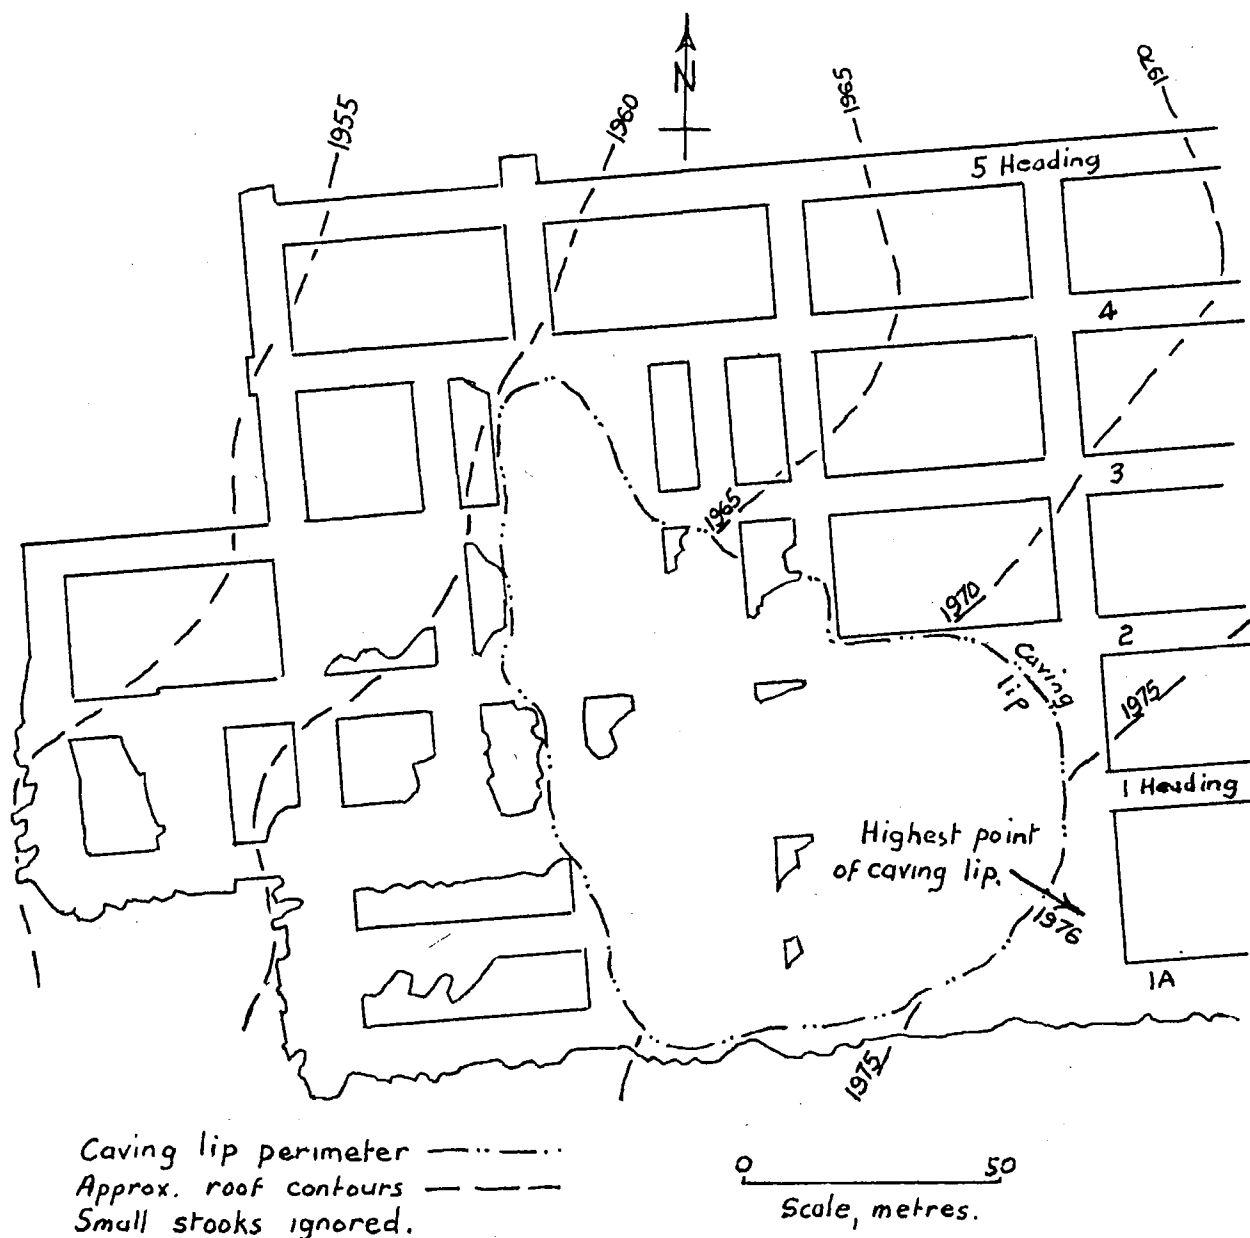 1955
1960
N
1965
1970
5 Heading
4
3
1965
1970
2
Caving
lip
1975
1 Heading
Highest point
of caving lip.
1976
1A
1975
Caving lip perimeter
Approx. roof contours
Small stooks ignored.
0 50
Scale, metres.